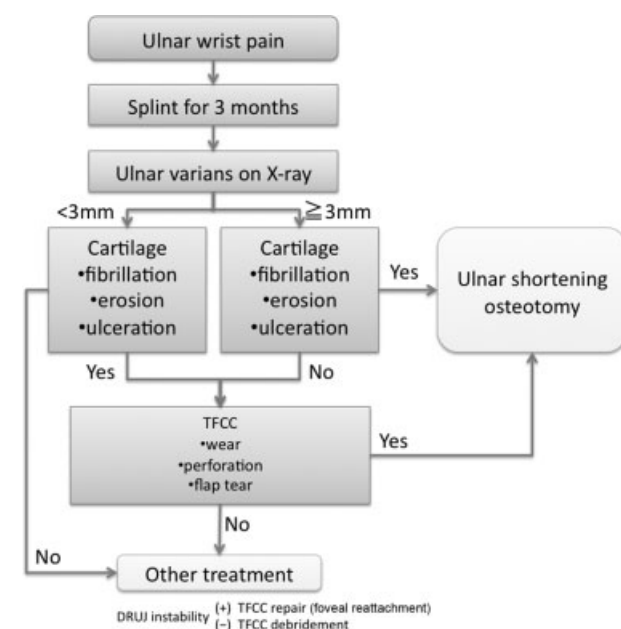 Ulnar wrist pain
Splint for 3 months
Ulnar varians on X-ray
<3mm
≧3mm
Cartilage
•fibrillation
•erosion
•ulceration
Cartilage
•fibrillation
•erosion
•ulceration
Yes
Ulnar shortening
osteotomy
Yes
No
TFCC
•wear
•perforation
•flap tear
Yes
No
No
Other treatment
DRUJ instability
(+) TFCC repair (foveal reattachment)
(−) TFCC debridement